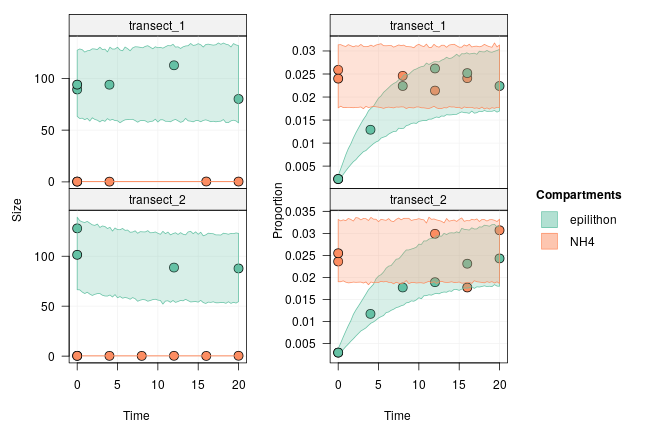 transect_1
transect_1
100
50
0
0.03
0.025
0.02
0.015
0.01
0.005
Size
Proportion
transect_2
transect_2
100
50
0
0.035
0.03
0.025
0.02
0.015
0.01
0.005
0 5 10 15 20
0 5 10 15 20
Time
Time
Compartments
epilithon
NH4